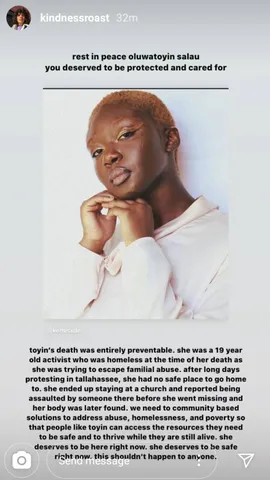 kindnessroast 32m
rest in peace oluwatoyin salau
you deserved to be protected and cared for
toyin's death was entirely preventable. she was a 19 year
old activist who was homeless at the time of her death as
she was trying to escape familial abuse. after long days
protesting in tallahassee, she had no safe place to go home
to. she ended up staying at a church and reported being
assaulted by someone there before she went missing and
her body was later found. we need to community based
solutions to address abuse, homelessness, and poverty so
that people like toyin can access the resources they need
to be safe and to thrive while they are still alive. she
deserves to be here right now. she deserves to be safe
right now. this shouldn't happen to anyone.
Send message